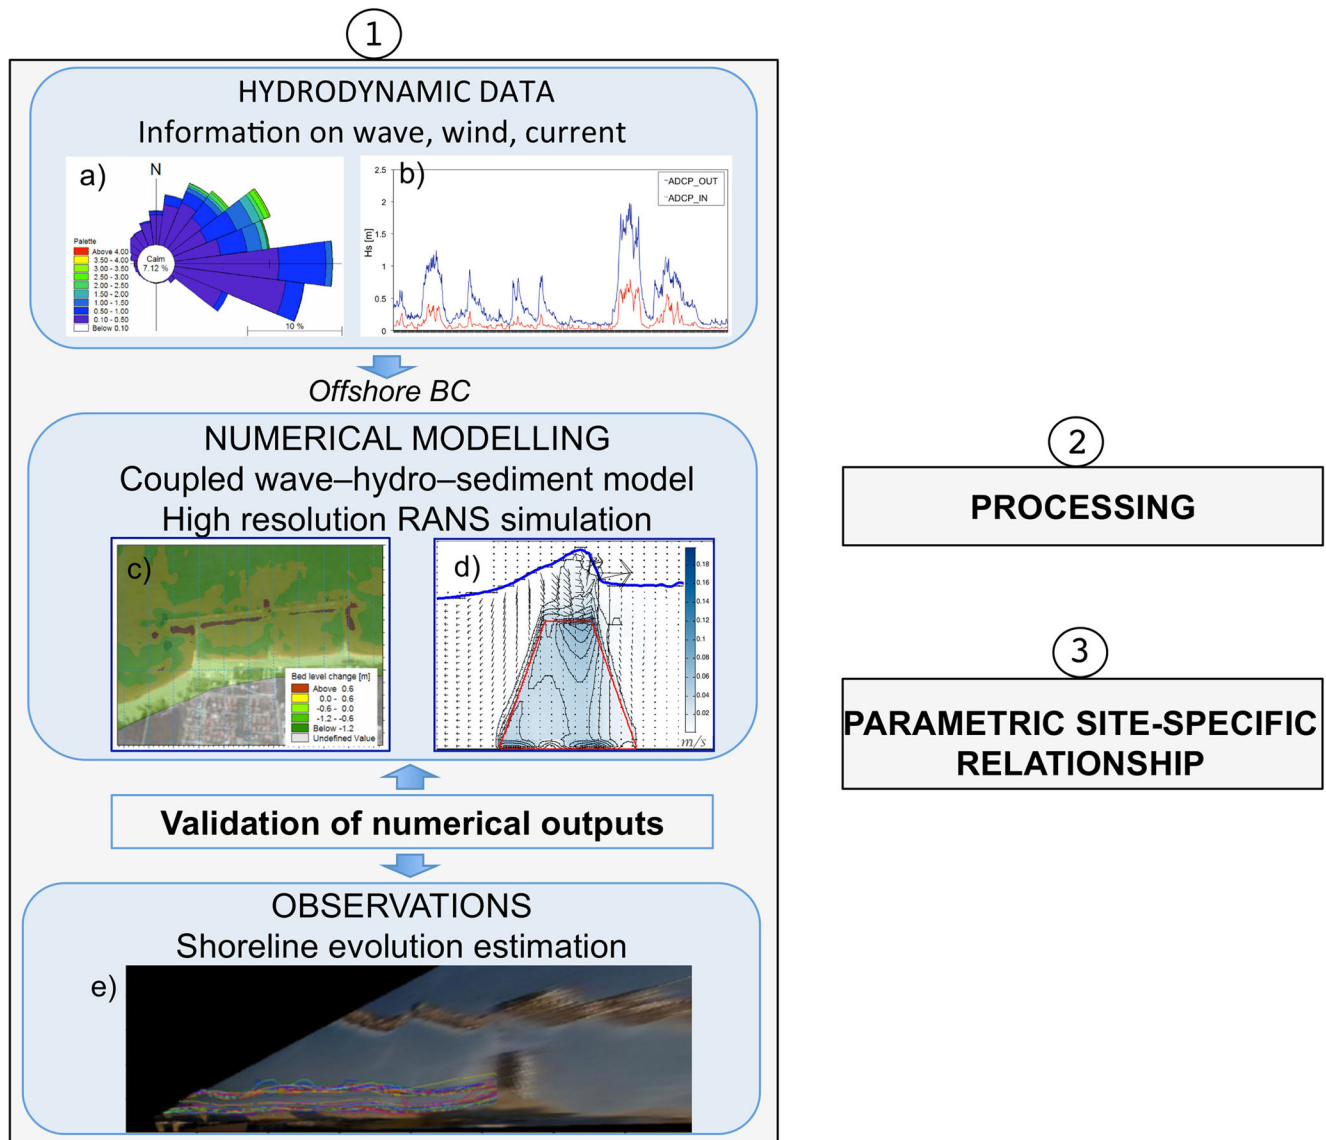 1
HYDRODYNAMIC DATA
Information on wave, wind, current
a)
N
Palette
Above 4.00
3.50 - 4.00
3.00 - 3.50
2.50 - 3.00
2.00 - 2.50
1.50 - 2.00
1.00 - 1.50
0.50 - 1.00
0.10 - 0.50
Below 0.10
Calm
7.12 %
10 %
b)
Hs [m]
2.5
2
1.5
1
0.5
0
ADCP_OUT
ADCP_IN
Offshore BC
NUMERICAL MODELLING
Coupled wave–hydro–sediment model
High resolution RANS simulation
c)
Bed level change [m]
Above 0.6
0.0 - 0.6
-0.6 - 0.0
-1.2 - -0.6
Below -1.2
Undefined Value
d)
0.18
0.16
0.14
0.12
0.1
0.08
0.06
0.04
0.02
m/s
Validation of numerical outputs
OBSERVATIONS
Shoreline evolution estimation
e)
2
PROCESSING
3
PARAMETRIC SITE-SPECIFIC
RELATIONSHIP